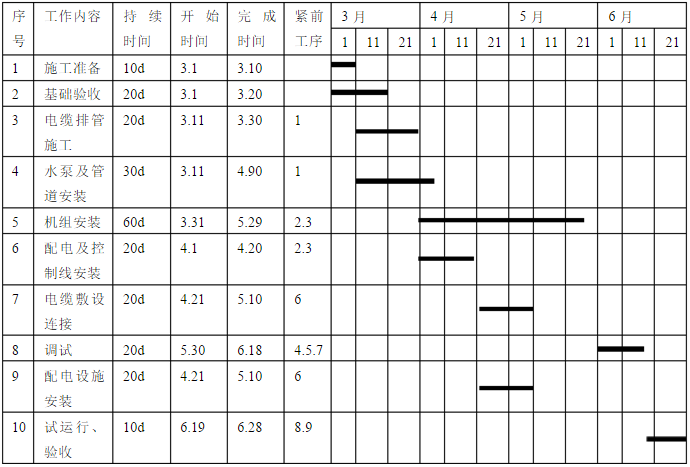 序号 工作内容 持续时间 开始时间 完成时间 紧前工序 3月 4月 5月 6月
1 11 21 1 11 21 1 11 21 1 11 21
1 施工准备 10d 3.1 3.10
2 基础验收 20d 3.1 3.20
3 电缆排管施工 20d 3.11 3.30 1
4 水泵及管道安装 30d 3.11 4.90 1
5 机组安装 60d 3.31 5.29 2.3
6 配电及控制线安装 20d 4.1 4.20 2.3
7 电缆敷设连接 20d 4.21 5.10 6
8 调试 20d 5.30 6.18 4.5.7
9 配电设施安装 20d 4.21 5.10 6
10 试运行、验收 10d 6.19 6.28 8.9